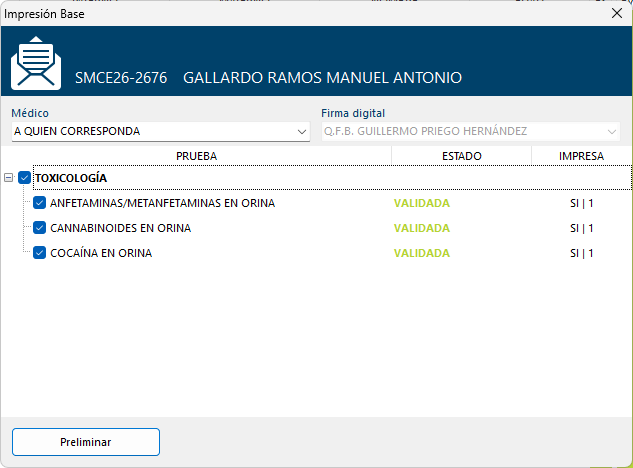 Impresión Base
SMCE26-2676 GALLARDO RAMOS MANUEL ANTONIO
Médico Firma digital
A QUIEN CORRESPONDA Q.F.B. GUILLERMO PRIEGO HERNÁNDEZ
PRUEBA ESTADO IMPRESA
TOXICOLOGÍA
ANFETAMINAS/METANFETAMINAS EN ORINA VALIDADA SI | 1
CANNABINOIDES EN ORINA VALIDADA SI | 1
COCAÍNA EN ORINA VALIDADA SI | 1
Preliminar